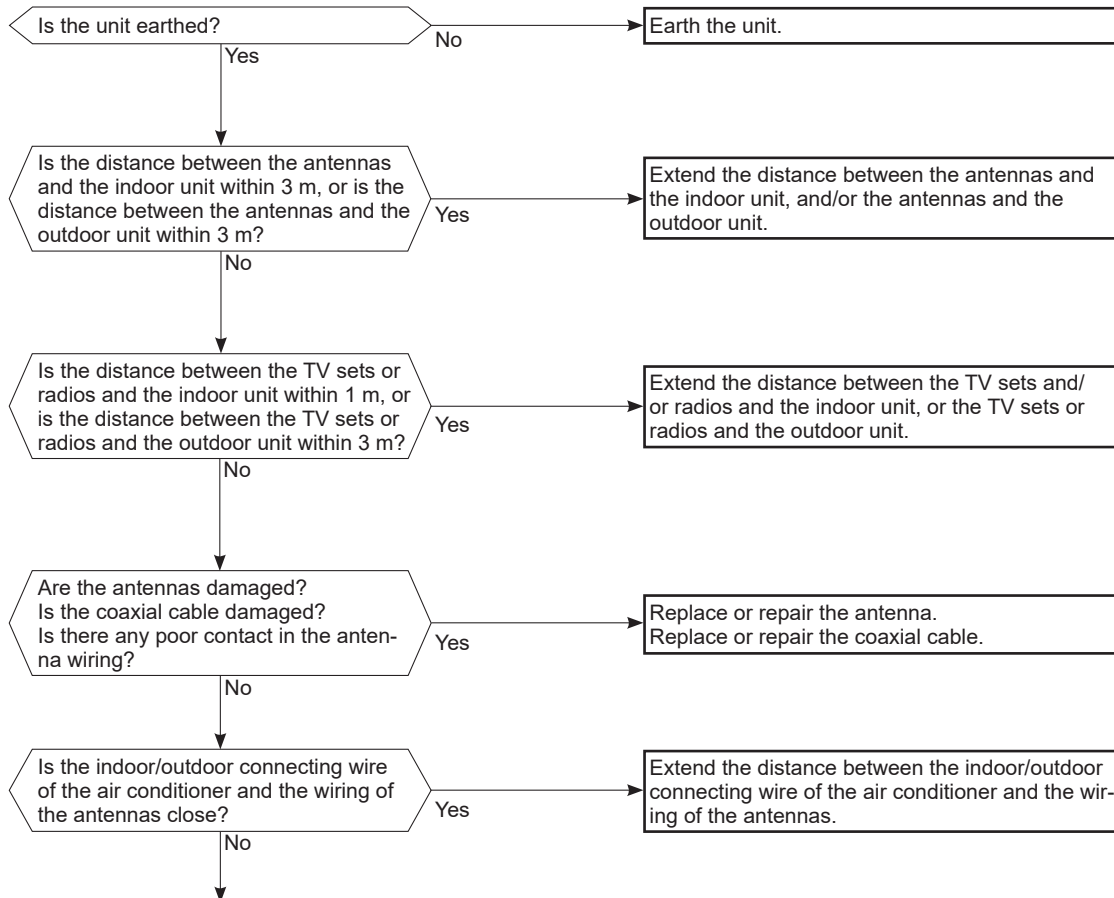 Is the unit earthed?
No
Earth the unit.
Yes
Is the distance between the antennas
and the indoor unit within 3 m, or is the
distance between the antennas and the
outdoor unit within 3 m?
Yes
Extend the distance between the antennas and
the indoor unit, and/or the antennas and the
outdoor unit.
No
Is the distance between the TV sets or
radios and the indoor unit within 1 m, or
is the distance between the TV sets or
radios and the outdoor unit within 3 m?
Yes
Extend the distance between the TV sets and/
or radios and the indoor unit, or the TV sets or
radios and the outdoor unit.
No
Are the antennas damaged?
Is the coaxial cable damaged?
Is there any poor contact in the anten-
na wiring?
Yes
Replace or repair the antenna.
Replace or repair the coaxial cable.
No
Is the indoor/outdoor connecting wire
of the air conditioner and the wiring of
the antennas close?
Yes
Extend the distance between the indoor/outdoor
connecting wire of the air conditioner and the wir-
ing of the antennas.
No